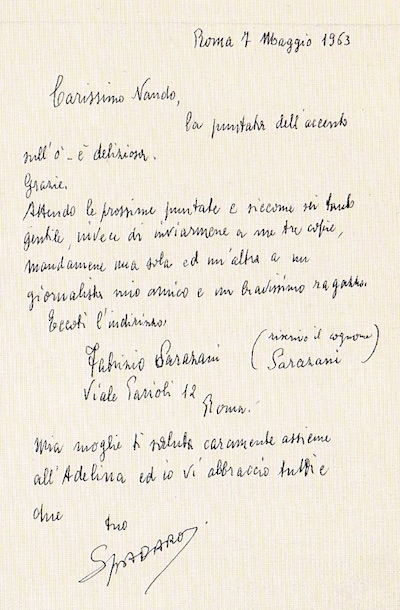 Roma 7 Maggio 1963
Carissimo Nando,
la puntata dell'accento
sull'ò - è deliziosa.
Grazie.
Attendo le prossime puntate e siccome sei tanto
gentile, invece di inviarmene a me tre copie,
mandamene una sola ed un'altra a un
giornalista mio amico e un bravissimo ragazzo.
Eccoti l'indirizzo
Fabrizio Sarazani (riscrivo il cognome)
Sarazani
Viale Parioli 12
Roma.
Mia moglie ti saluta caramente assieme
all'Adelina ed io vi abbraccio tutti e
due
tuo
SPADARO.